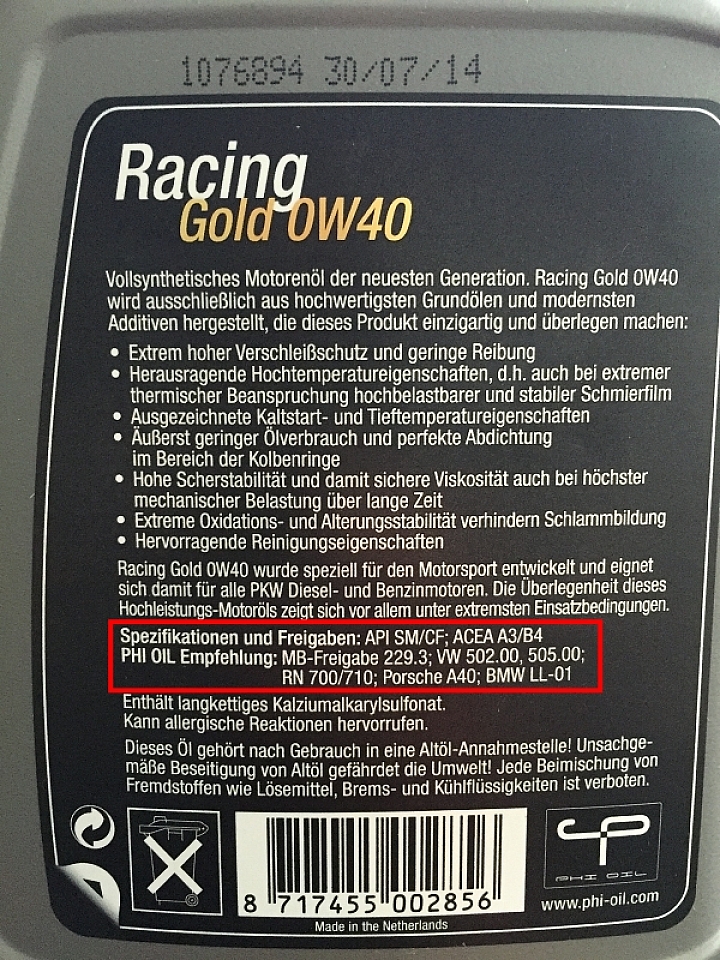 1076894 30/07/14
Racing
Gold 0W40
Vollsynthetisches Motorenöl der neuesten Generation. Racing Gold 0W40
wird ausschließlich aus hochwertigsten Grundölen und modernsten
Additiven hergestellt, die dieses Produkt einzigartig und überlegen machen:
• Extrem hoher Verschleißschutz und geringe Reibung
• Herausragende Hochtemperatureigenschaften, d.h. auch bei extremer
thermischer Beanspruchung hochbelastbarer und stabiler Schmierfilm
• Ausgezeichnete Kaltstart- und Tieftemperatureigenschaften
• Äußerst geringer Ölverbrauch und perfekte Abdichtung
im Bereich der Kolbenringe
• Hohe Scherstabilität und damit sichere Viskosität auch bei höchster
mechanischer Belastung über lange Zeit
• Extreme Oxidations- und Alterungsstabilität verhindern Schlammbildung
• Hervorragende Reinigungseigenschaften
Racing Gold 0W40 wurde speziell für den Motorsport entwickelt und eignet
sich damit für alle PKW Diesel- und Benzinmotoren. Die Überlegenheit dieses
Hochleistungs-Motoröls zeigt sich vor allem unter extremsten Einsatzbedingungen.
Spezifikationen und Freigaben: API SM/CF; ACEA A3/B4
PHI OIL Empfehlung: MB-Freigabe 229.3; VW 502.00, 505.00;
RN 700/710; Porsche A40; BMW LL-01
Enthält langkettiges Kalziumalkarylsulfonat.
Kann allergische Reaktionen hervorrufen.
Dieses Öl gehört nach Gebrauch in eine Altöl-Annahmestelle! Unsachge-
mäße Beseitigung von Altöl gefährdet die Umwelt! Jede Beimischung von
Fremdstoffen wie Lösemittel, Brems- und Kühlflüssigkeiten ist verboten.
PHI OIL
8 717455 002856
www.phi-oil.com
Made in the Netherlands